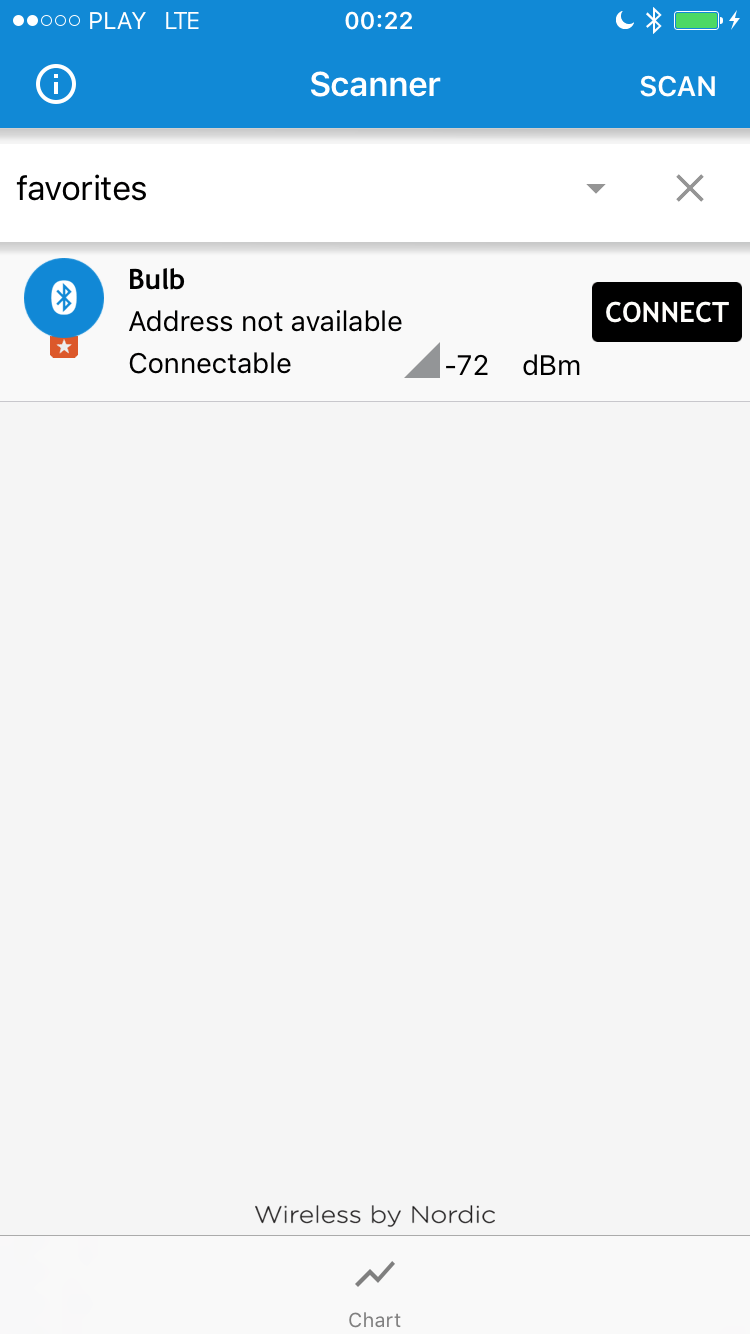 PLAY LTE 00:22
Scanner SCAN
favorites
Bulb
Address not available
CONNECT
Connectable -72 dBm
Wireless by Nordic
Chart